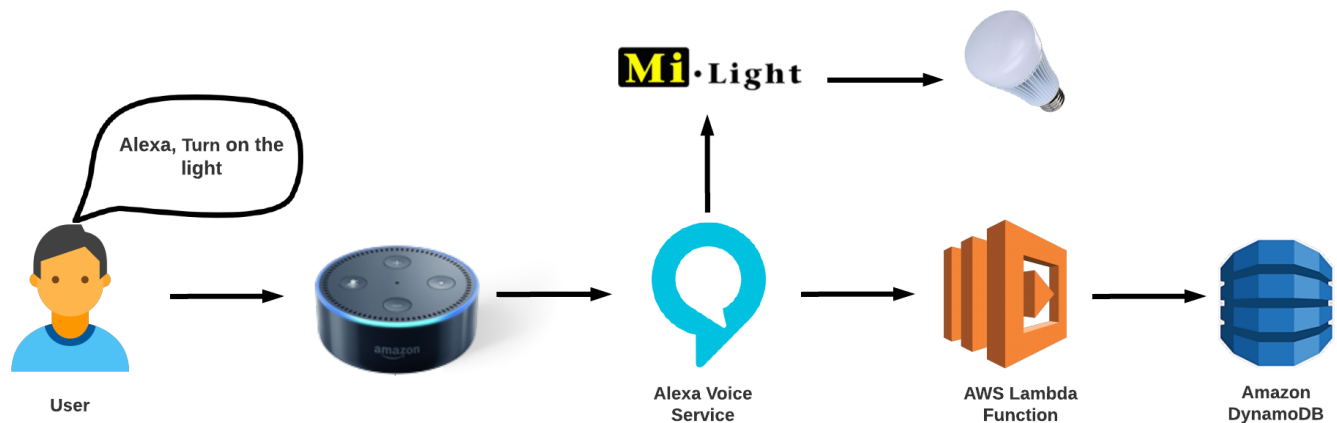 Mi·Light
Alexa, Turn on the
light
amazon
User
Alexa Voice
Service
AWS Lambda
Function
Amazon
DynamoDB